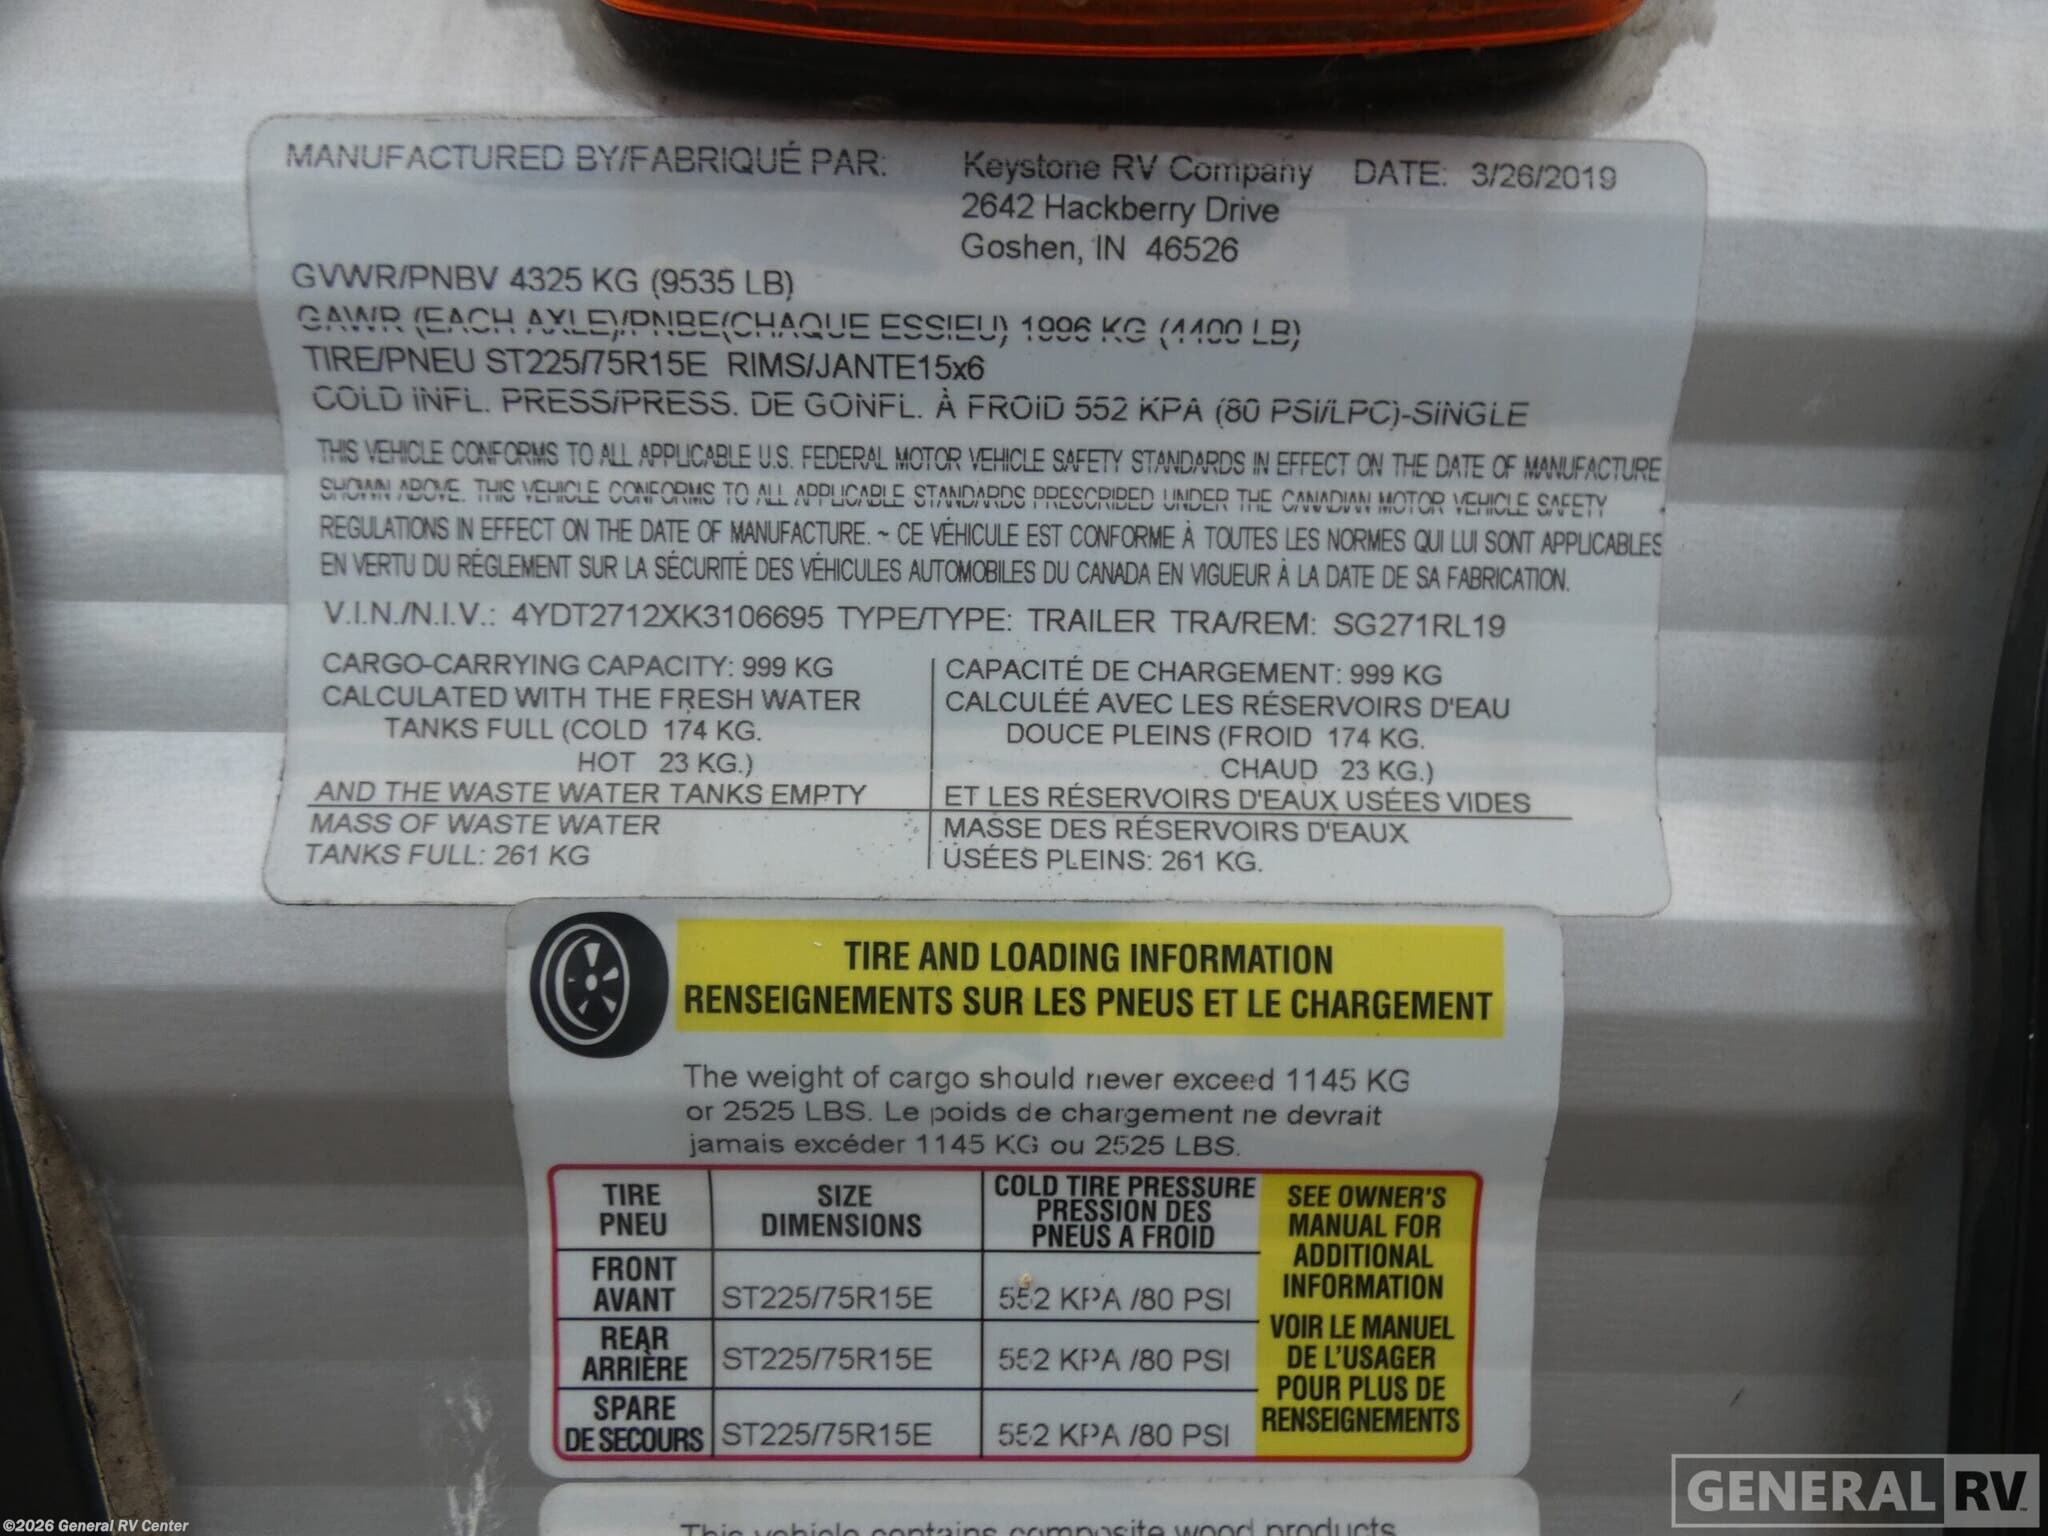 MANUFACTURED BY/FABRIQUÉ PAR: Keystone RV Company DATE: 3/26/2019
2642 Hackberry Drive
Goshen, IN 46526
GVWR/PNBV 4325 KG (9535 LB)
GAWR (EACH AXLE)/PNBE(CHAQUE ESSIEU) 1996 KG (4400 LB)
TIRE/PNEU ST225/75R15E RIMS/JANTE15x6
COLD INFL. PRESS/PRESS. DE GONFL. À FROID 552 KPA (80 PSI/LPC)-SINGLE
THIS VEHICLE CONFORMS TO ALL APPLICABLE U.S. FEDERAL MOTOR VEHICLE SAFETY STANDARDS IN EFFECT ON THE DATE OF MANUFACTURE
SHOWN ABOVE. THIS VEHICLE CONFORMS TO ALL APPLICABLE STANDARDS PRESCRIBED UNDER THE CANADIAN MOTOR VEHICLE SAFETY
REGULATIONS IN EFFECT ON THE DATE OF MANUFACTURE. ~ CE VÉHICULE EST CONFORME À TOUTES LES NORMES QUI LUI SONT APPLICABLES
EN VERTU DU RÉGLEMENT SUR LA SÉCURITÉ DES VÉHICULES AUTOMOBILES DU CANADA EN VIGUEUR À LA DATE DE SA FABRICATION.
V.I.N./N.I.V.: 4YDT2712XK3106695 TYPE/TYPE: TRAILER TRA/REM: SG271RL19
CARGO-CARRYING CAPACITY: 999 KG
CALCULATED WITH THE FRESH WATER
TANKS FULL (COLD 174 KG.
HOT 23 KG.)
AND THE WASTE WATER TANKS EMPTY
MASS OF WASTE WATER
TANKS FULL: 261 KG
CAPACITÉ DE CHARGEMENT: 999 KG
CALCULÉÉ AVEC LES RÉSERVOIRS D'EAU
DOUCE PLEINS (FROID 174 KG.
CHAUD 23 KG.)
ET LES RÉSERVOIRS D'EAUX USÉES VIDES
MASSE DES RÉSERVOIRS D'EAUX
USÉES PLEINS: 261 KG.
TIRE AND LOADING INFORMATION
RENSEIGNEMENTS SUR LES PNEUS ET LE CHARGEMENT
The weight of cargo should never exceed 1145 KG
or 2525 LBS. Le poids de chargement ne devrait
jamais excéder 1145 KG ou 2525 LBS.
TIRE
PNEU
SIZE
DIMENSIONS
COLD TIRE PRESSURE
PRESSION DES
PNEUS A FROID
FRONT
AVANT
ST225/75R15E
552 KPA /80 PSI
REAR
ARRIÈRE
ST225/75R15E
552 KPA /80 PSI
SPARE
DE SECOURS
ST225/75R15E
552 KPA /80 PSI
SEE OWNER'S
MANUAL FOR
ADDITIONAL
INFORMATION
VOIR LE MANUEL
DE L'USAGER
POUR PLUS DE
RENSEIGNEMENTS
This vehicle contains composite wood products
GENERAL RV
©2026 General RV Center